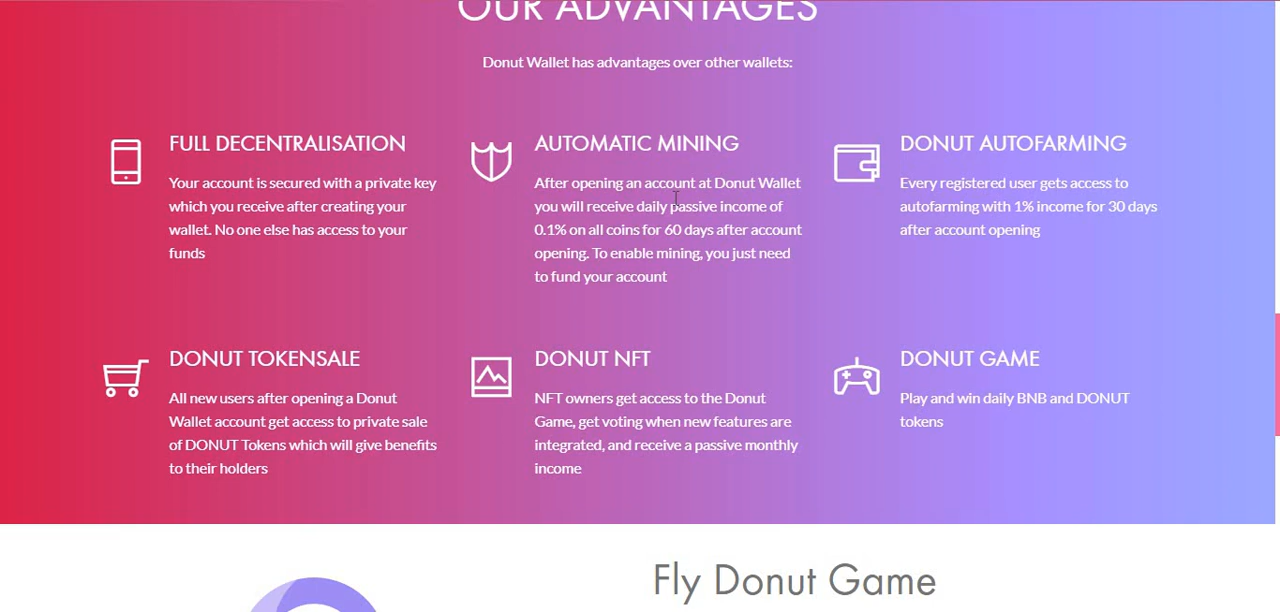 OUR ADVANTAGES
Donut Wallet has advantages over other wallets:
FULL DECENTRALISATION
Your account is secured with a private key
which you receive after creating your
wallet. No one else has access to your
funds
AUTOMATIC MINING
After opening an account at Donut Wallet
you will receive daily passive income of
0.1% on all coins for 60 days after account
opening. To enable mining, you just need
to fund your account
DONUT AUTOFARMING
Every registered user gets access to
autofarming with 1% income for 30 days
after account opening
DONUT TOKENSALE
All new users after opening a Donut
Wallet account get access to private sale
of DONUT Tokens which will give benefits
to their holders
DONUT NFT
NFT owners get access to the Donut
Game, get voting when new features are
integrated, and receive a passive monthly
income
DONUT GAME
Play and win daily BNB and DONUT
tokens
Fly Donut Game